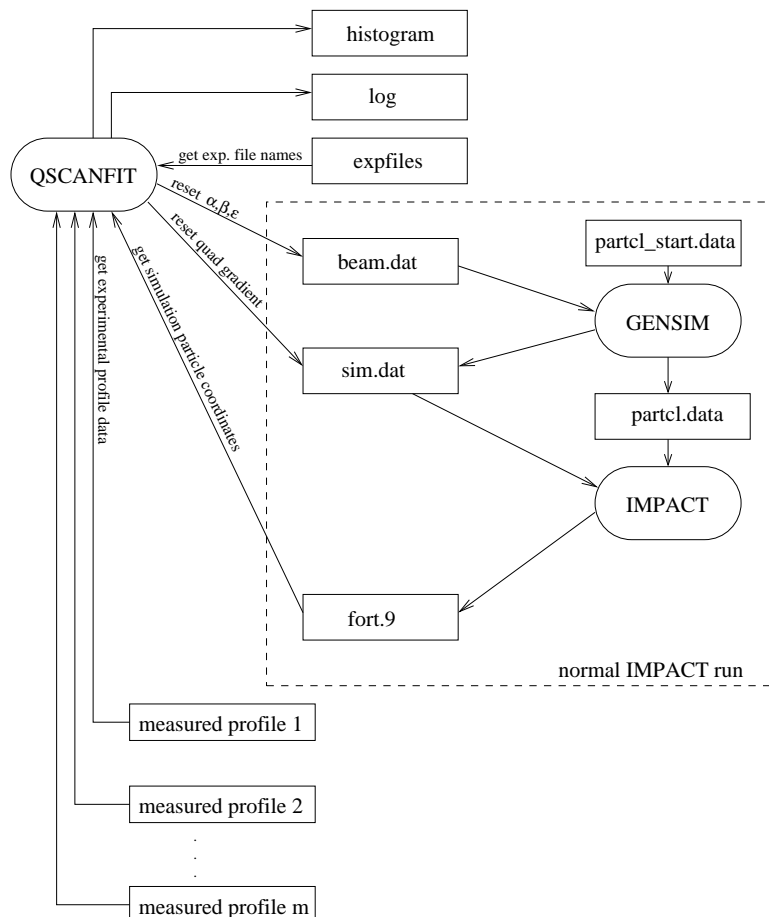 histogram
log
expfiles
get exp. file names
QSCANFIT
reset α,β,ε
reset quad gradient
get simulation particle coordinates
get experimental profile data
partcl_start.data
beam.dat
GENSIM
sim.dat
partcl.data
IMPACT
fort.9
normal IMPACT run
measured profile 1
measured profile 2
.
.
.
measured profile m